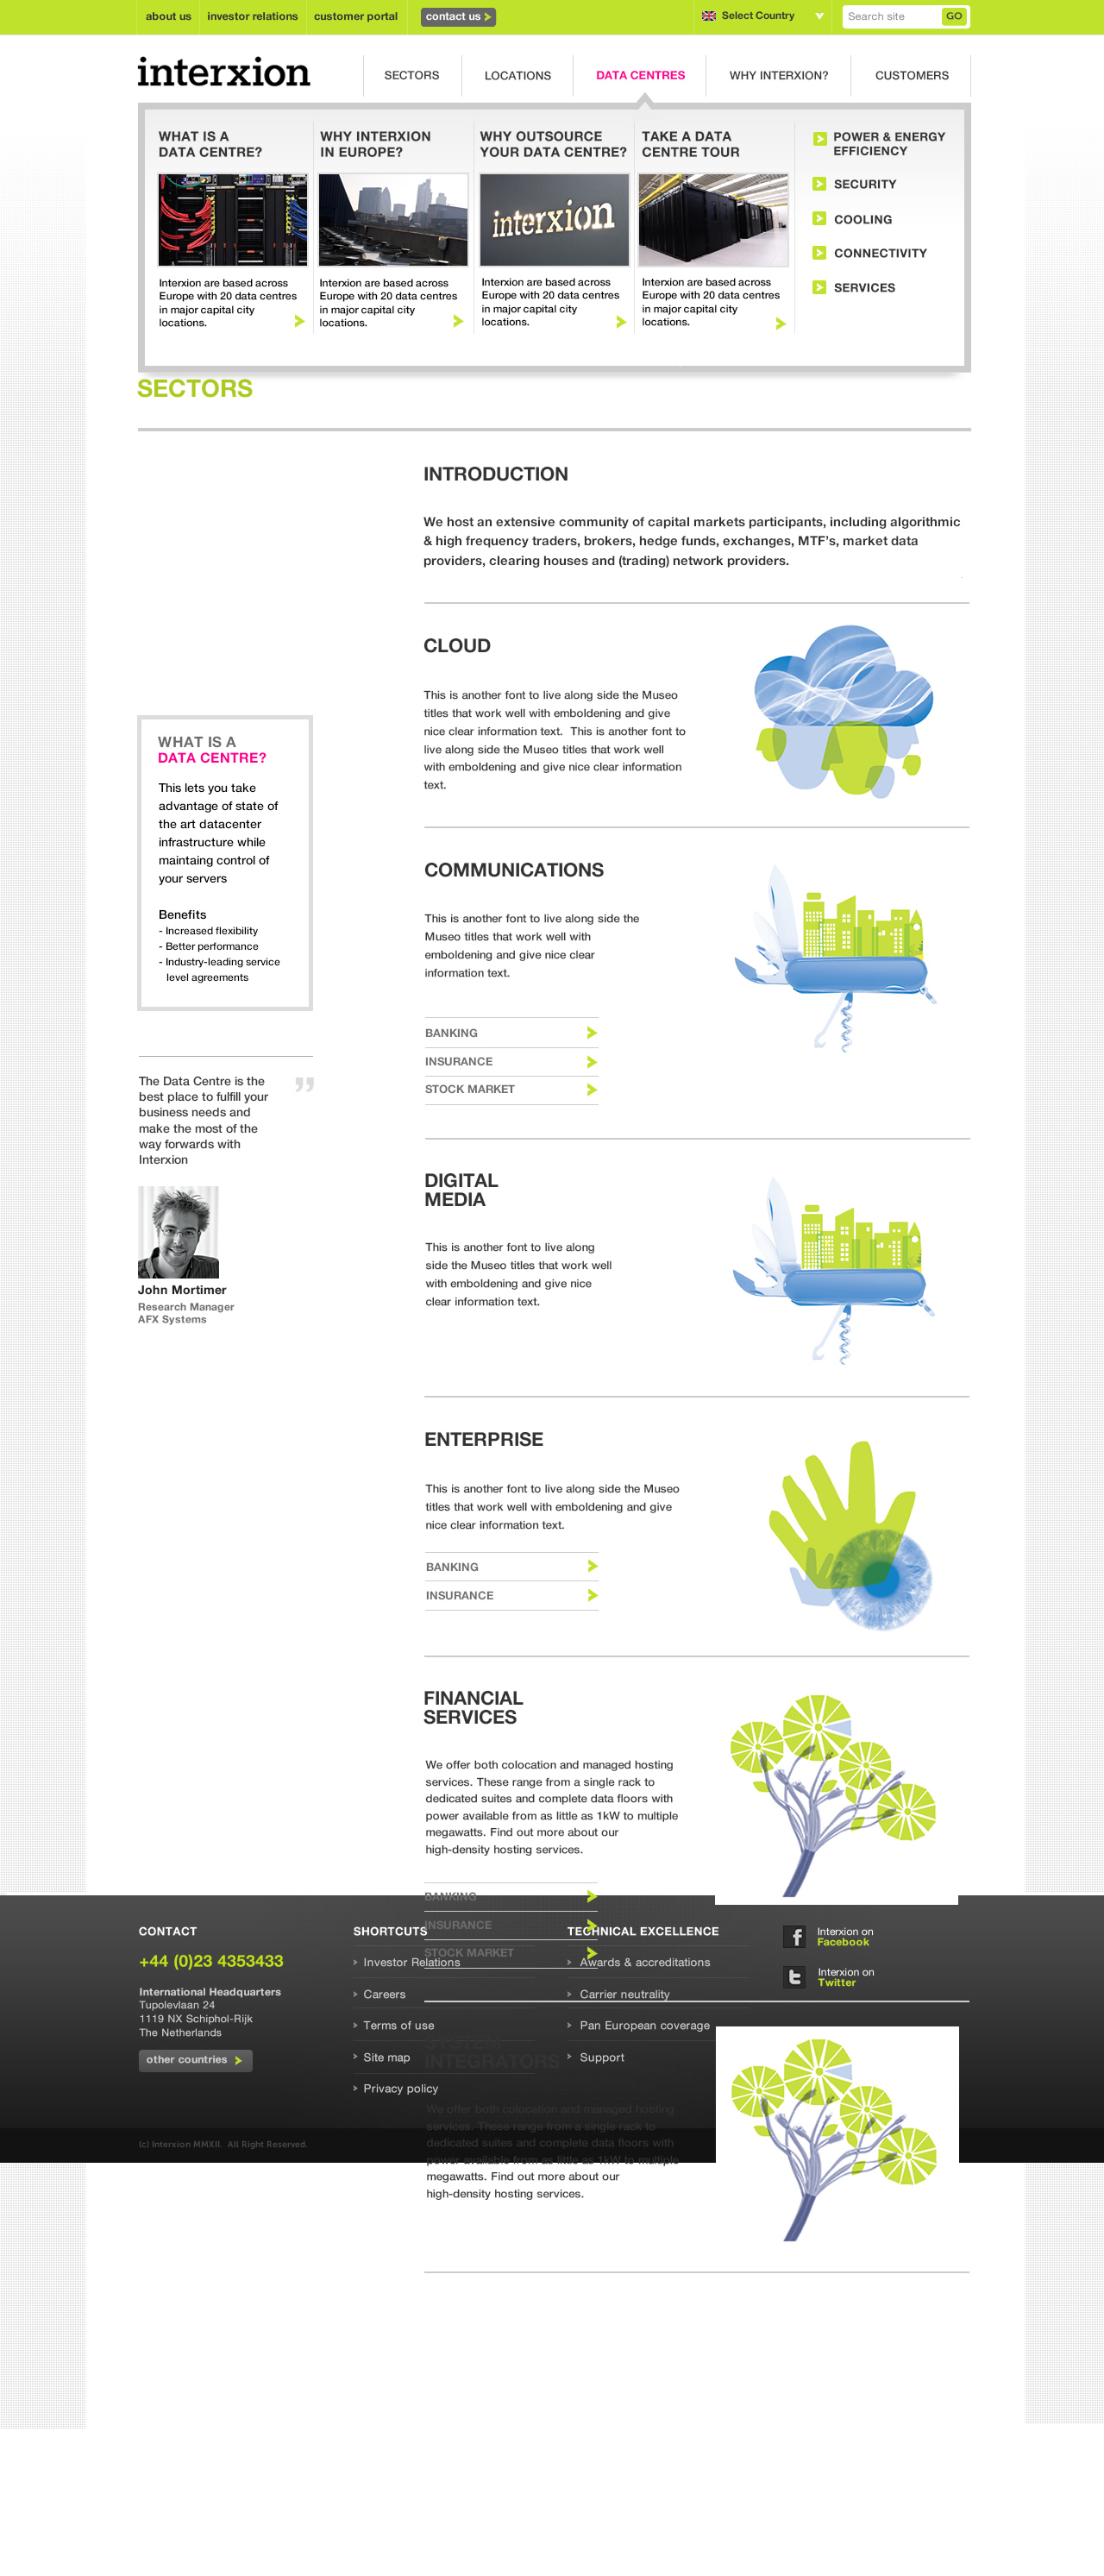 about us
investor relations
customer portal
contact us
Select Country
Search site
GO
interxion
SECTORS
LOCATIONS
DATA CENTRES
WHY INTERXION?
CUSTOMERS
WHAT IS A
DATA CENTRE?
Interxion are based across
Europe with 20 data centres
in major capital city
locations.
WHY INTERXION
IN EUROPE?
Interxion are based across
Europe with 20 data centres
in major capital city
locations.
WHY OUTSOURCE
YOUR DATA CENTRE?
interxion
Interxion are based across
Europe with 20 data centres
in major capital city
locations.
TAKE A DATA
CENTRE TOUR
Interxion are based across
Europe with 20 data centres
in major capital city
locations.
POWER & ENERGY
EFFICIENCY
SECURITY
COOLING
CONNECTIVITY
SERVICES
SECTORS
WHAT IS A
DATA CENTRE?
This lets you take
advantage of state of
the art datacenter
infrastructure while
maintaing control of
your servers
Benefits
- Increased flexibility
- Better performance
- Industry-leading service
level agreements
The Data Centre is the
best place to fulfill your
business needs and
make the most of the
way forwards with
Interxion
”
John Mortimer
Research Manager
AFX Systems
INTRODUCTION
We host an extensive community of capital markets participants, including algorithmic
& high frequency traders, brokers, hedge funds, exchanges, MTF's, market data
providers, clearing houses and (trading) network providers.
CLOUD
This is another font to live along side the Museo
titles that work well with emboldening and give
nice clear information text.  This is another font to
live along side the Museo titles that work well
with emboldening and give nice clear information
text.
COMMUNICATIONS
This is another font to live along side the
Museo titles that work well with
emboldening and give nice clear
information text.
BANKING
INSURANCE
STOCK MARKET
DIGITAL
MEDIA
This is another font to live along
side the Museo titles that work well
with emboldening and give nice
clear information text.
ENTERPRISE
This is another font to live along side the Museo
titles that work well with emboldening and give
nice clear information text.
BANKING
INSURANCE
FINANCIAL
SERVICES
We offer both colocation and managed hosting
services. These range from a single rack to
dedicated suites and complete data floors with
power available from as little as 1kW to multiple
megawatts. Find out more about our
high-density hosting services.
BANKING
INSURANCE
STOCK MARKET
SYSTEM
INTEGRATORS
We offer both colocation and managed hosting
services. These range from a single rack to
dedicated suites and complete data floors with
power available from as little as 1kW to multiple
megawatts. Find out more about our
high-density hosting services.
CONTACT
+44 (0)23 4353433
International Headquarters
Tupolevlaan 24
1119 NX Schiphol-Rijk
The Netherlands
other countries
(c) Interxion MMXII.  All Right Reserved.
SHORTCUTS
Investor Relations
Careers
Terms of use
Site map
Privacy policy
TECHNICAL EXCELLENCE
Awards & accreditations
Carrier neutrality
Pan European coverage
Support
Interxion on
Facebook
Interxion on
Twitter